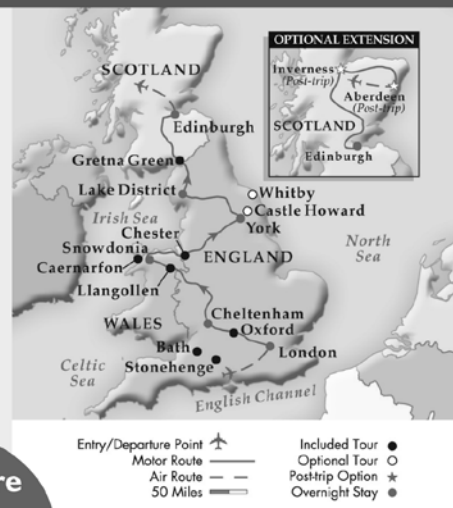 OPTIONAL EXTENSION
Inverness
(Post-trip)
Aberdeen
(Post-trip)
SCOTLAND
Edinburgh
SCOTLAND
Edinburgh
Gretna Green
Lake District
Whitby
Castle Howard
York
Irish Sea
Chester
Snowdonia
ENGLAND
Caernarfon
Llangollen
North
Sea
WALES
Cheltenham
Oxford
Bath
London
Stonehenge
Celtic
Sea
English Channel
Entry/Departure Point
Motor Route
Air Route
50 Miles
Included Tour
Optional Tour
Post-trip Option
Overnight Stay
re